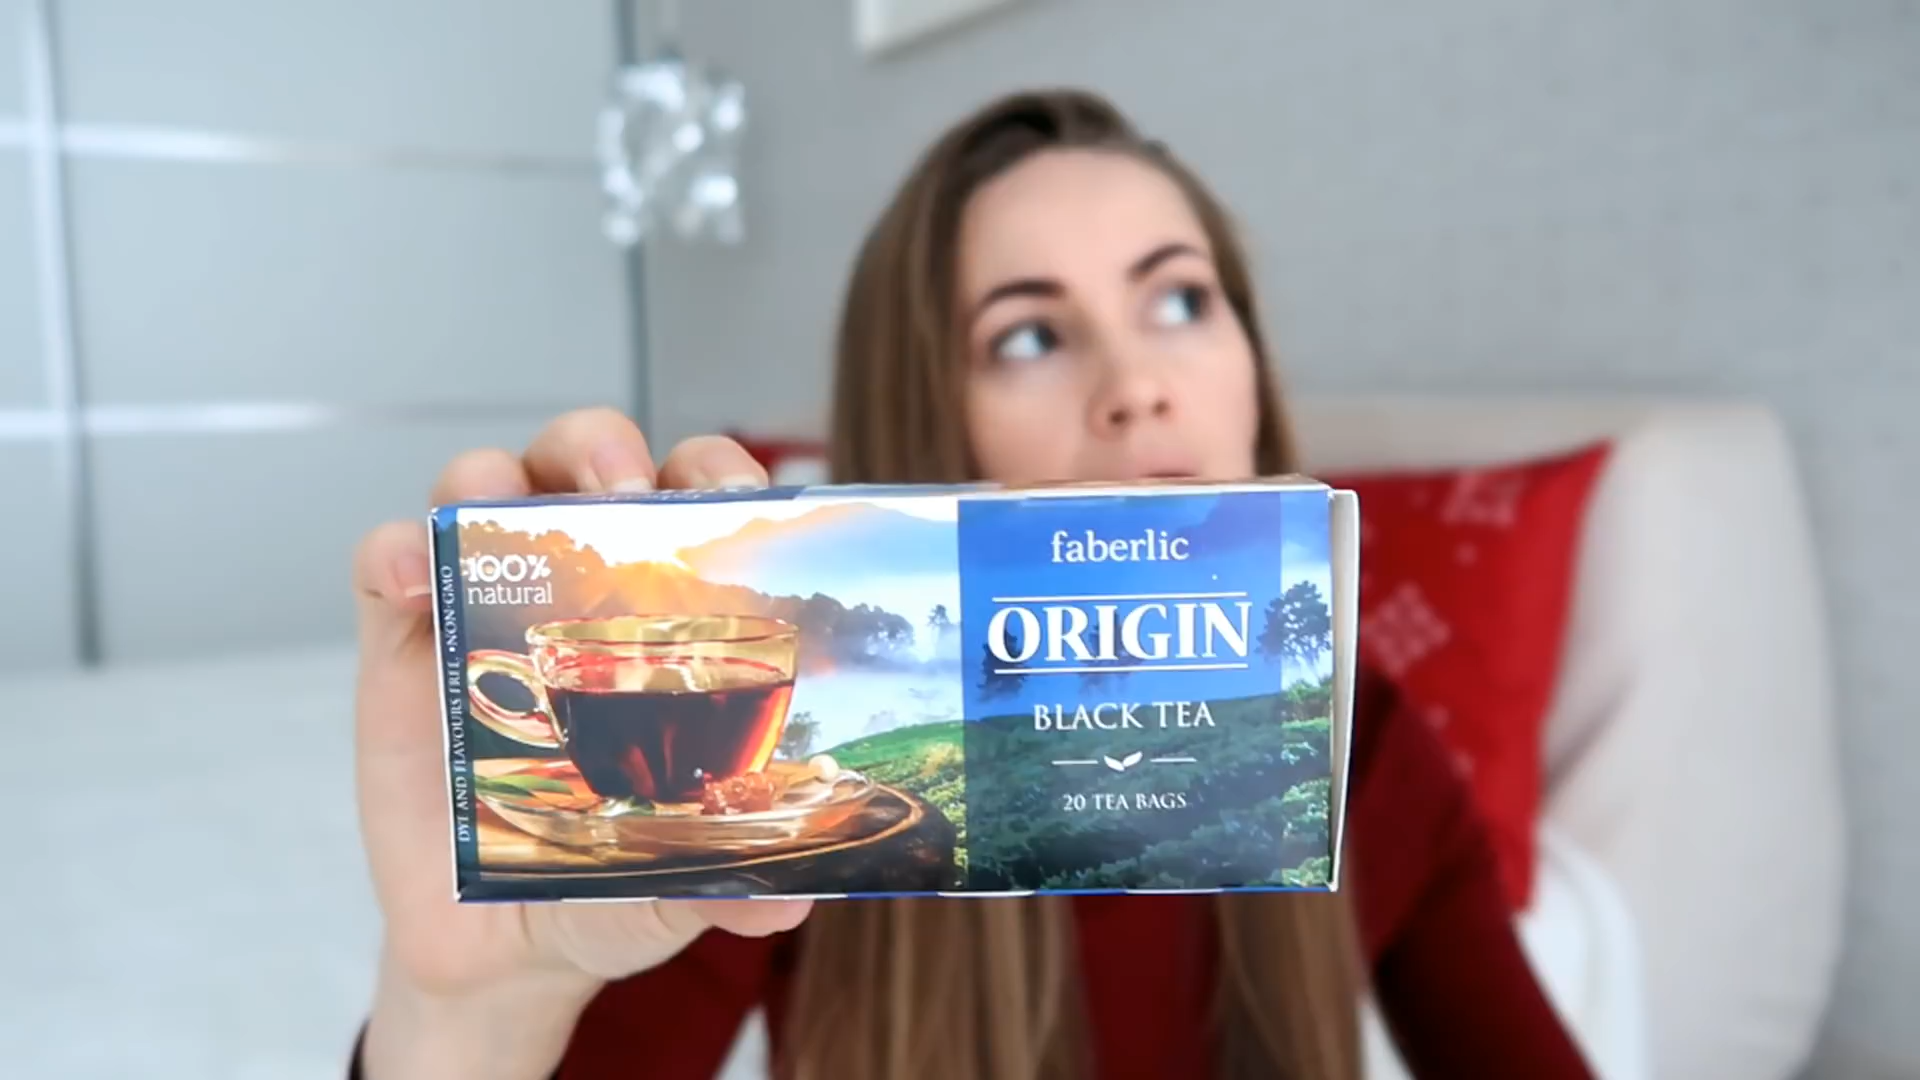 100%
natural
DYE AND FLAVOURS FREE •NON-GMO
faberlic
ORIGIN
BLACK TEA
20 TEA BAGS